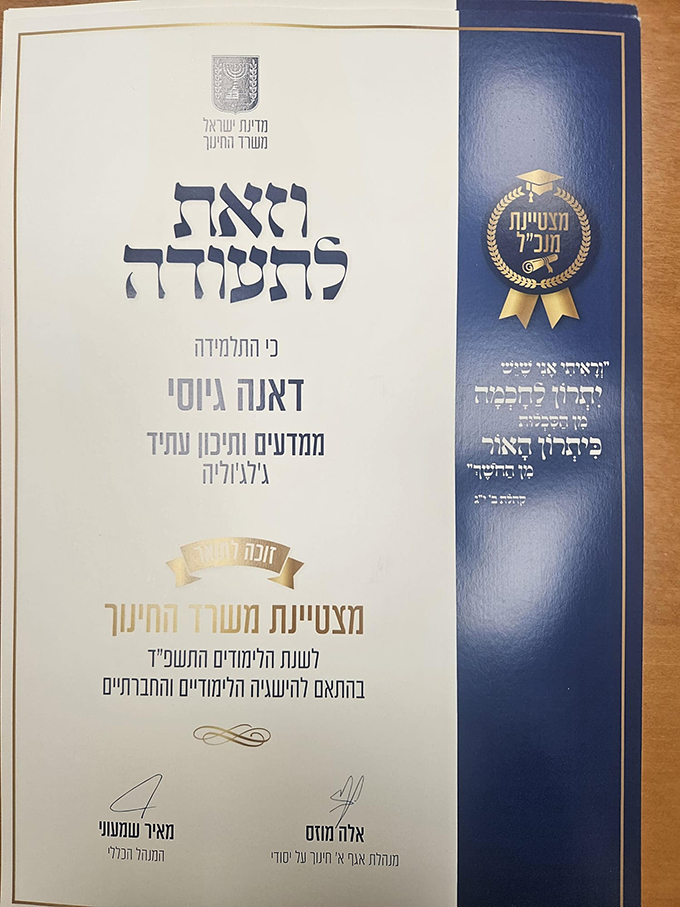 מדינת ישראל
משרד החינוך
וזאת
לתעודה
כי התלמידה
דאנה גיוסי
ממדעים ותיכון עתיד
ג'לג'וליה
זוכה לתואר
מצטיינת משרד החינוך
לשנת הלימודים התשפ"ד
בהתאם להישגיה הלימודיים והחברתיים
אלה מוזס
מנהלת אגף א' חינוך על יסודי
מאיר שמעוני
המנהל הכללי
מצטיינת
מנכ"ל
"וְרָאִיתִי אָנִי שֶׁיֵּשׁ
יִתְרוֹן לַחָכְמָה
מִן הַסִּכְלוּת
כִּיתְרוֹן הָאוֹר
מִן הַחֹשֶׁךְ"
קהלת ב' י"ג